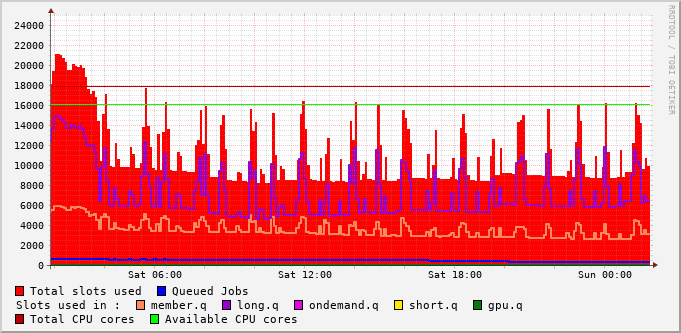 RRDTOOL / TOBI OETIKER
24000
22000
20000
18000
16000
14000
12000
10000
8000
6000
4000
2000
0
Sat 06:00 Sat 12:00 Sat 18:00 Sun 00:00
Total slots used Queued Jobs
Slots used in : member.q long.q ondemand.q short.q gpu.q
Total CPU cores Available CPU cores